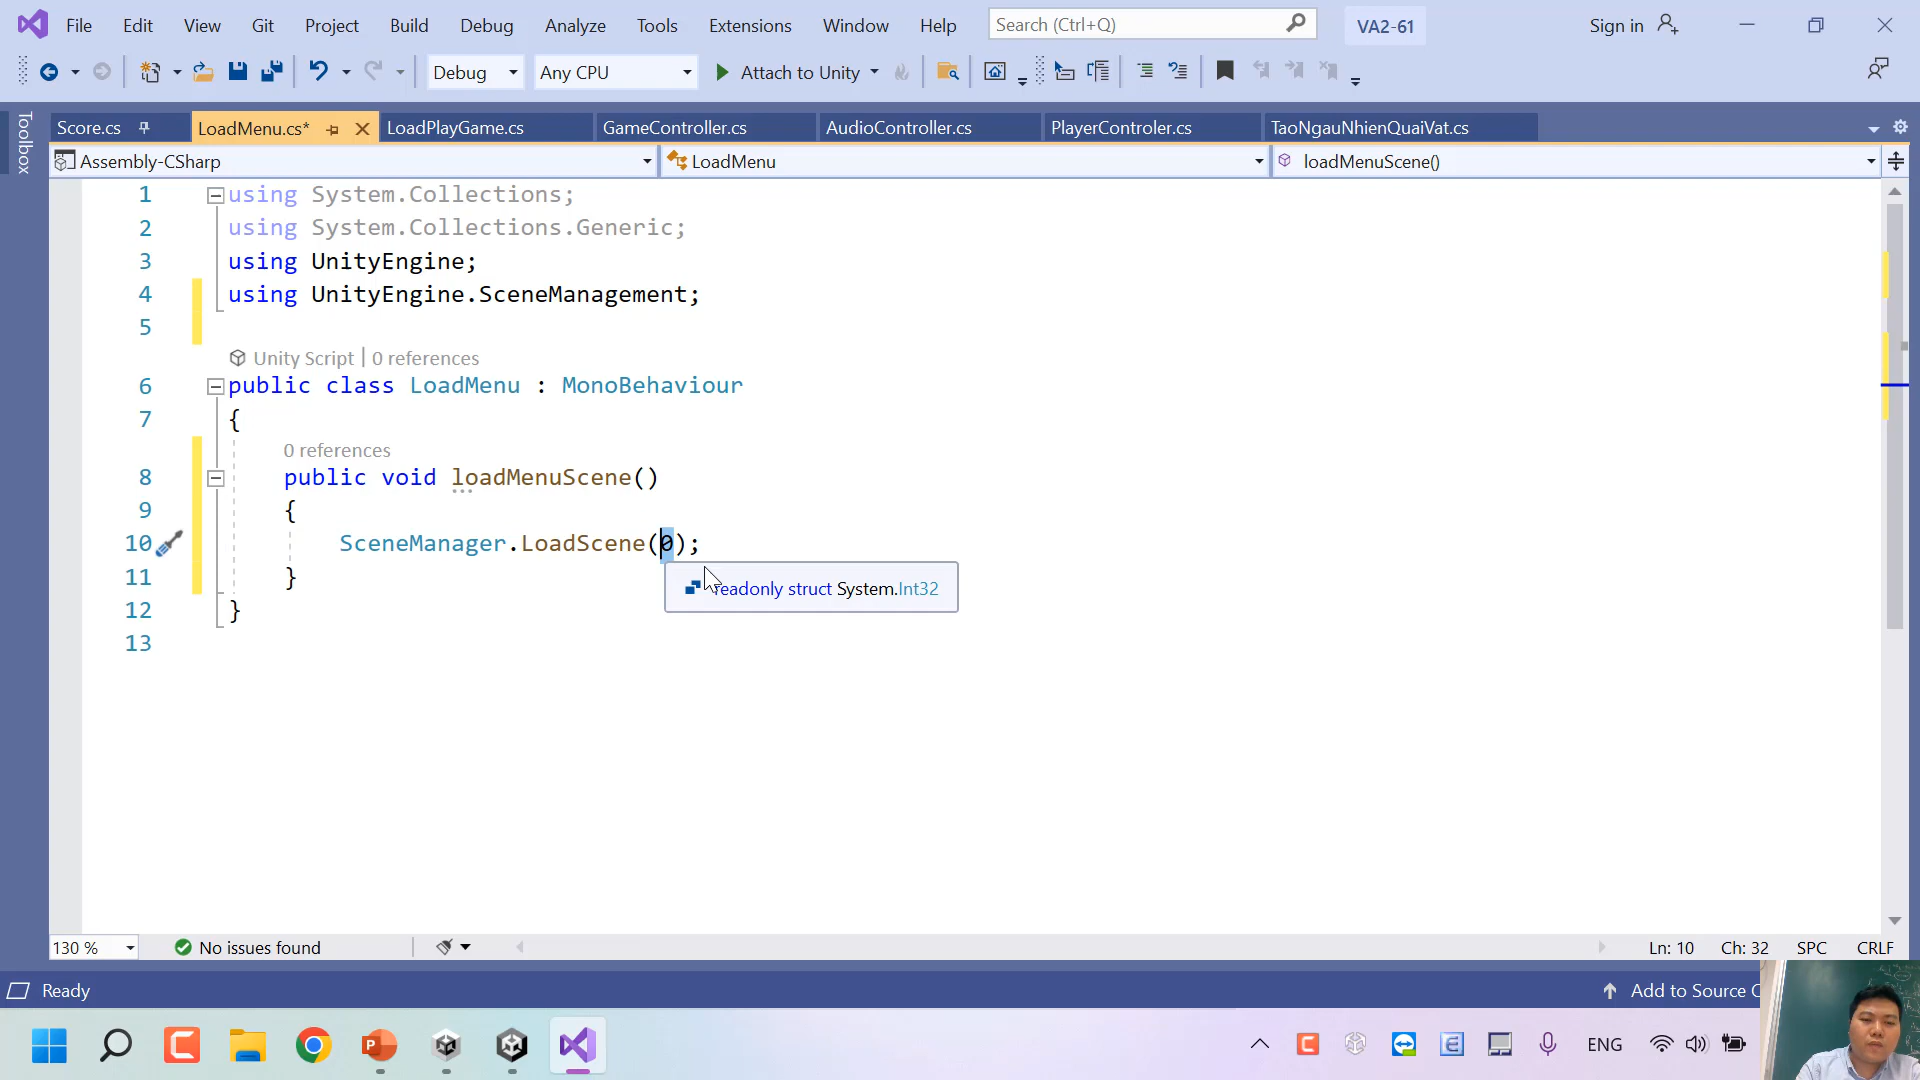 File Edit View Git Project Build Debug Analyze Tools Extensions Window Help Search (Ctrl+Q) VA2-61 Sign in
Debug Any CPU Attach to Unity
Toolbox
Score.cs LoadMenu.cs* LoadPlayGame.cs GameController.cs AudioController.cs PlayerControler.cs TaoNgauNhienQuaiVat.cs
Assembly-CSharp LoadMenu loadMenuScene()
1 using System.Collections;
2 using System.Collections.Generic;
3 using UnityEngine;
4 using UnityEngine.SceneManagement;
5
Unity Script | 0 references
6 public class LoadMenu : MonoBehaviour
7 {
0 references
8 public void loadMenuScene()
9 {
10 SceneManager.LoadScene(0);
readonly struct System.Int32
11 }
12 }
13
130 % No issues found Ln: 10 Ch: 32 SPC CRLF
Ready Add to Source C
ENG